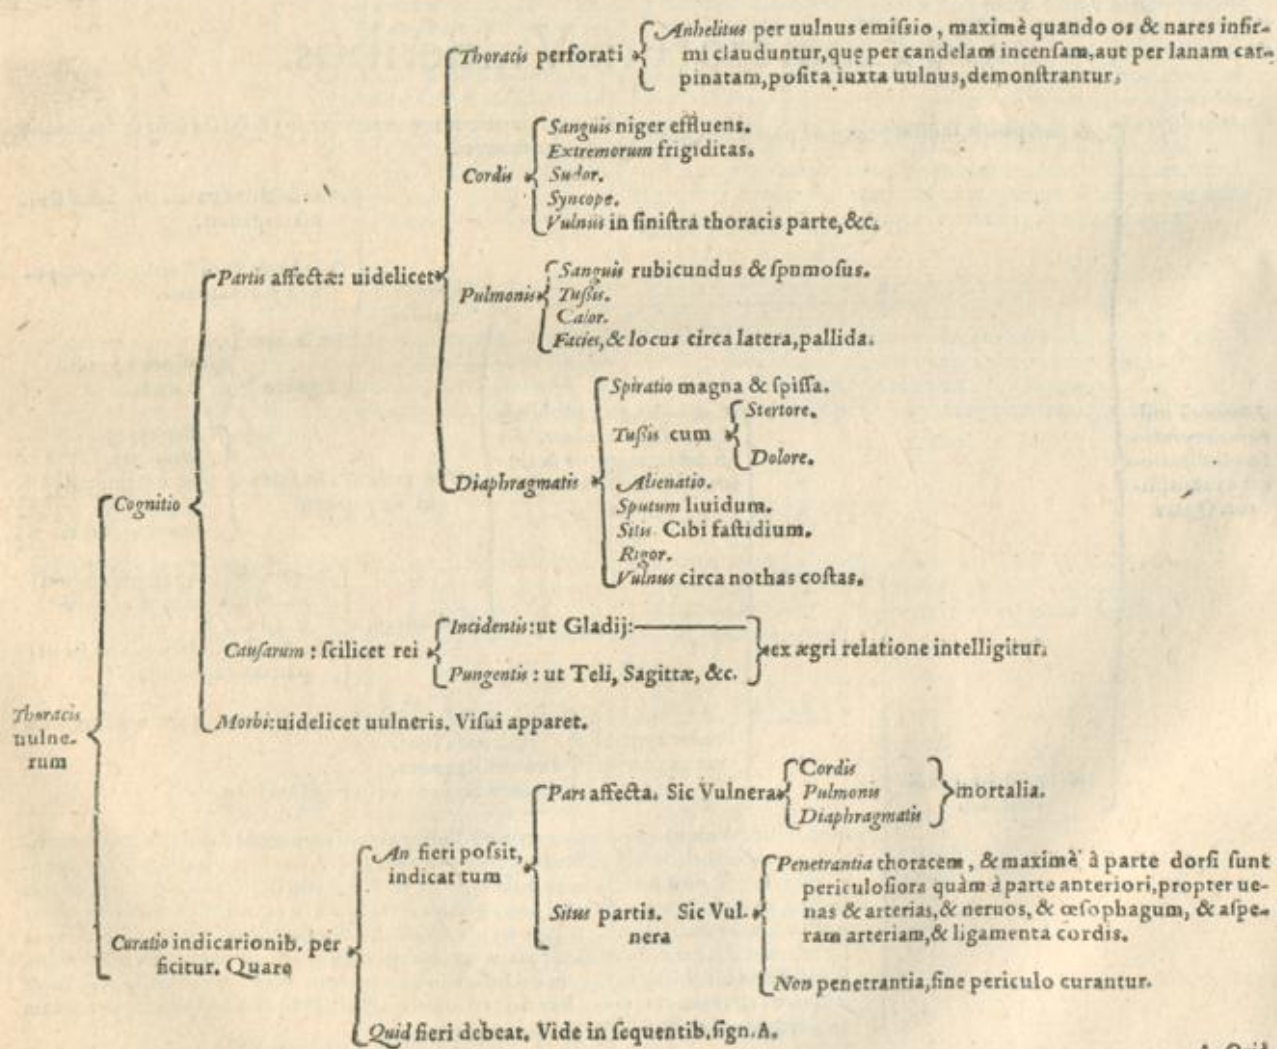 Anhelitus per uulnus emiſsio, maximè quando os & nares infir-
Thoracis perforati
mi clauduntur, quę per candelam incenſam, aut per lanam car-
pinatam, poſita iuxta uulnus, demonſtrantur.
Sanguis niger effluens.
Extremorum frigiditas.
Cordis
Sudor.
Syncope.
Vulnus in ſiniſtra thoracis parte, &c.
Partis affectæ: uidelicet
Sanguis rubicundus & ſpumoſus.
Pulmonis
Tuſsis.
Calor.
Facies, & locus circa latera, pallida.
Spiratio magna & ſpiſſa.
Tuſsis cum
Stertore.
Dolore.
Diaphragmatis
Alienatio.
Sputum liuidum.
Sitis. Cibi faſtidium.
Rigor.
Vulnus circa nothas coſtas.
Cognitio
Cauſarum: ſcilicet rei
Incidentis: ut Gladij:
Pungentis: ut Teli, Sagittæ, &c.
ex ægri relatione intelligitur.
Morbi: uidelicet uulneris. Viſui apparet.
Thoracis
uulne-
rum
Pars affecta. Sic Vulnera
Cordis
Pulmonis
Diaphragmatis
mortalia.
An fieri poſsit,
indicat tum
Situs partis. Sic Vul-
nera
Penetrantia thoracem, & maximè à parte dorſi ſunt
periculoſiora quàm à parte anteriori, propter ue-
nas & arterias, & neruos, & œſophagum, & aſpe-
ram arteriam, & ligamenta cordis.
Non penetrantia, ſine periculo curantur.
Curatio indicationib. per
ficitur. Quare
Quid fieri debeat. Vide in ſequentib. ſign. A.